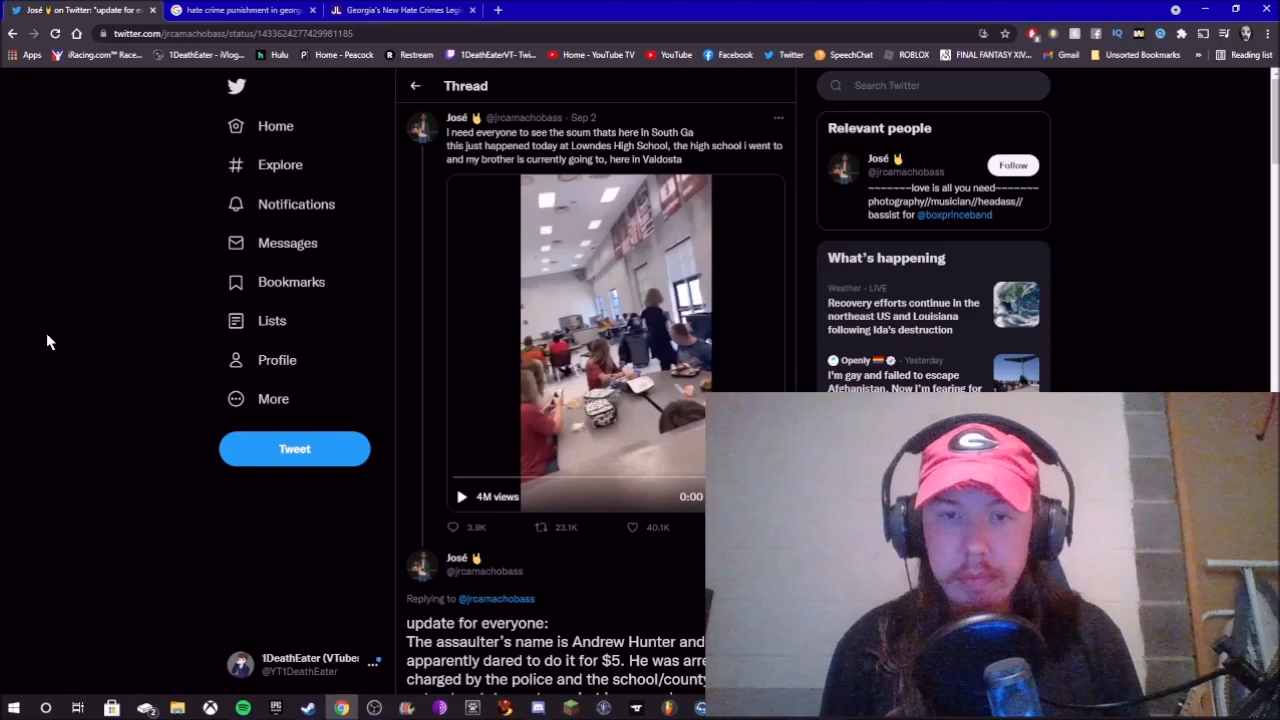 José 🤘 on Twitter: "update for e
hate crime punishment in georg
Georgia's New Hate Crimes Legi
twitter.com/jrcamachobass/status/1433624277429981185
Apps
iRacing.com™ Race...
1DeathEater - iVlog...
Hulu
Home - Peacock
Restream
1DeathEaterVT - Twi...
Home - YouTube TV
YouTube
Facebook
Twitter
SpeechChat
ROBLOX
FINAL FANTASY XIV...
Gmail
Unsorted Bookmarks
»
Reading list
Home
Explore
Notifications
Messages
Bookmarks
Lists
Profile
More
Tweet
1DeathEater (VTube
@YT1DeathEater
Thread
José 🤘 @jrcamachobass · Sep 2
I need everyone to see the scum thats here in South Ga
this just happened today at Lowndes High School, the high school i went to
and my brother is currently going to, here in Valdosta
4M views
0:00
3.9K
23.1K
40.1K
José 🤘
@jrcamachobass
Replying to @jrcamachobass
update for everyone:
The assaulter's name is Andrew Hunter and
apparently dared to do it for $5. He was arre
charged by the police and the school/county
Search Twitter
Relevant people
José 🤘
@jrcamachobass
Follow
~~~~~~~love is all you need~~~~~~~~
photography//musician//headass//
bassist for @boxprinceband
What's happening
Weather · LIVE
Recovery efforts continue in the
northeast US and Louisiana
following Ida's destruction
Openly 🏳️‍🌈 · Yesterday
I'm gay and failed to escape
Afghanistan. Now I'm fearing for
G